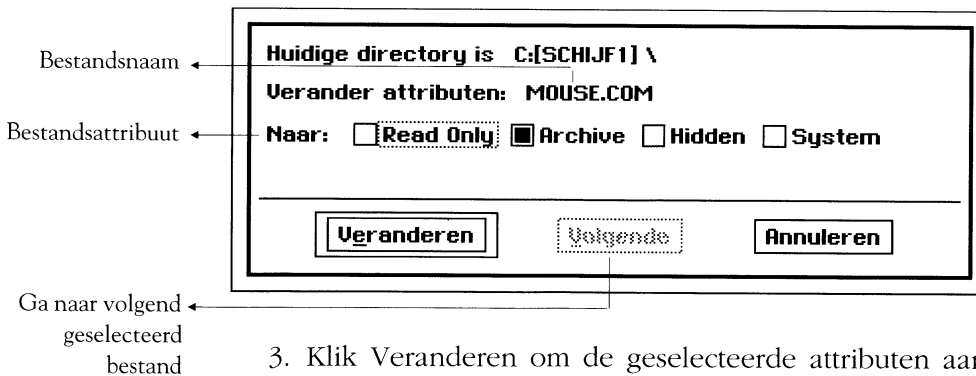 Huidige directory is C:[SCHIJF1] \
Bestandsnaam
Verander attributen: MOUSE.COM
Bestandsattribuut
Naar: Read Only Archive Hidden System
Veranderen Volgende Annuleren
Ga naar volgend
geselecteerd
bestand
3. Klik Veranderen om de geselecteerde attributen aan